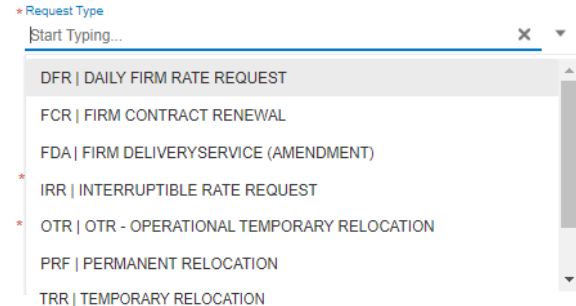 * Request Type
Start Typing...
DFR | DAILY FIRM RATE REQUEST
FCR | FIRM CONTRACT RENEWAL
FDA | FIRM DELIVERYSERVICE (AMENDMENT)
* IRR | INTERRUPTIBLE RATE REQUEST
* OTR | OTR - OPERATIONAL TEMPORARY RELOCATION
PRF | PERMANENT RELOCATION
TRR | TEMPORARY RELOCATION